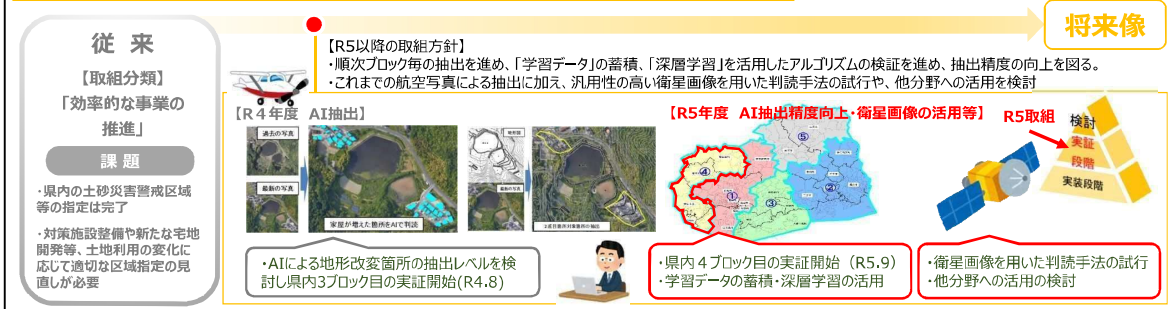 将来像
従 来
【取組分類】
「効率的な事業の
推進」
課 題
・県内の土砂災害警戒区域
等の指定は完了
・対策施設整備や新たな宅地
開発等、土地利用の変化に
応じて適切な区域指定の見
直しが必要
【R5以降の取組方針】
・順次ブロック毎の抽出を進め、「学習データ」の蓄積、「深層学習」を活用したアルゴリズムの検証を進め、抽出精度の向上を図る。
・これまでの航空写真による抽出に加え、汎用性の高い衛星画像を用いた判読手法の試行や、他分野への活用を検討
【R４年度 AI抽出】
過去の写真
最新の写真
家屋が増えた箇所をAIで判読
地形図
最新の写真
・AIによる地形改変箇所の抽出レベルを検
討し県内3ブロック目の実証開始(R4.8)
【R5年度 AI抽出精度向上・衛星画像の活用等】
①
②
③
④
⑤
・県内４ブロック目の実証開始（R5.9）
・学習データの蓄積・深層学習の活用
R5取組
検討
実証
段階
実装段階
・衛星画像を用いた判読手法の試行
・他分野への活用の検討